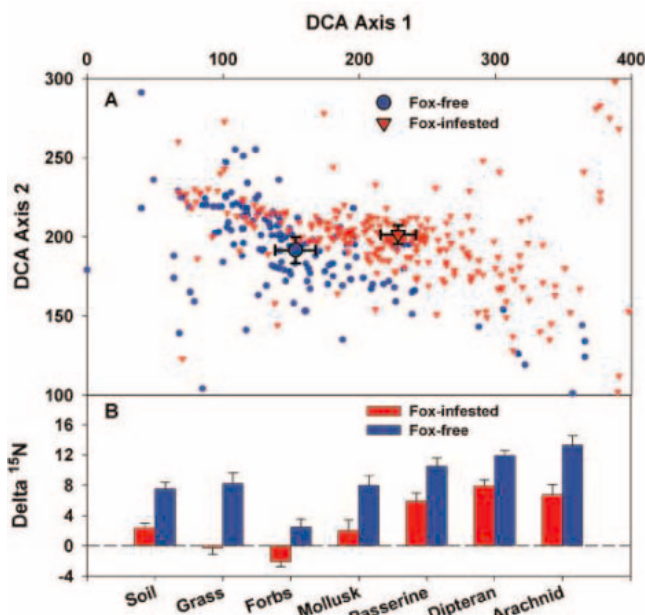 DCA Axis 1
0 100 200 300 400
300
A
Fox-free
Fox-infested
250
DCA Axis 2
200
150
100
B
Fox-infested
Fox-free
16
12
Delta 15N
8
4
0
-4
Soil Grass Forbs Mollusk Passerine Dipteran Arachnid